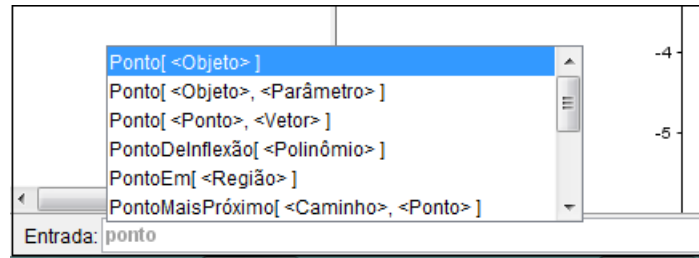 Ponto[ <Objeto> ]
Ponto[ <Objeto>, <Parâmetro> ]
Ponto[ <Ponto>, <Vetor> ]
PontoDeInflexão[ <Polinômio> ]
PontoEm[ <Região> ]
PontoMaisPróximo[ <Caminho>, <Ponto> ]
Entrada: ponto
-4
-5